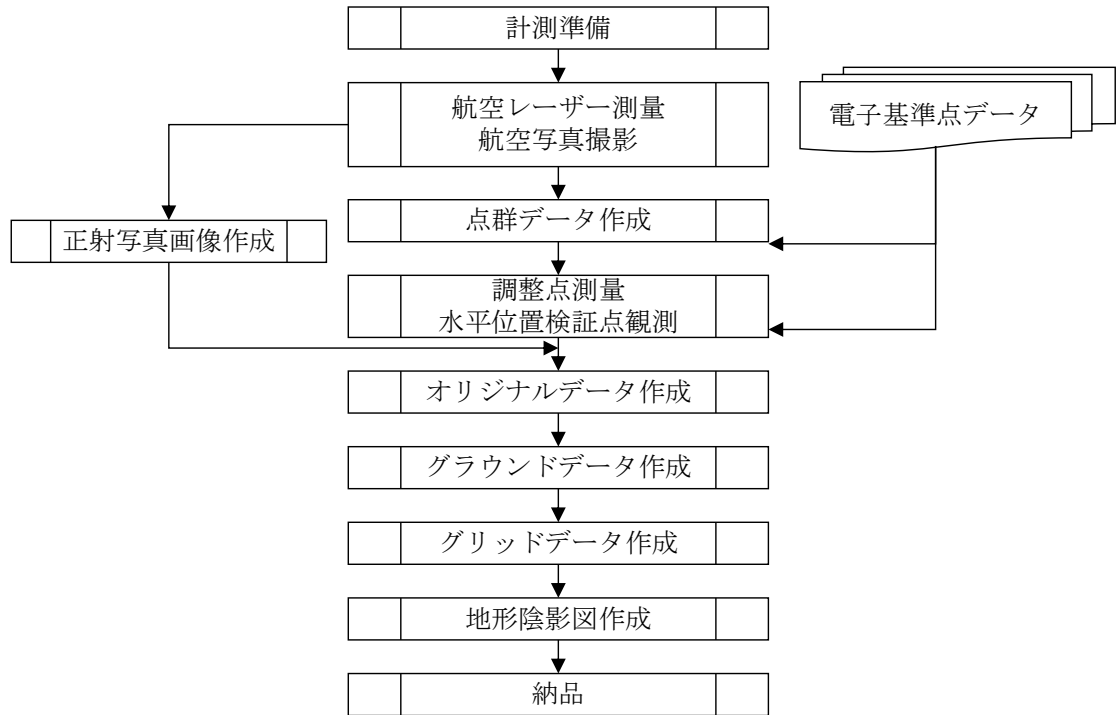 計測準備
航空レーザー測量
航空写真撮影
電子基準点データ
点群データ作成
正射写真画像作成
調整点測量
水平位置検証点観測
オリジナルデータ作成
グラウンドデータ作成
グリッドデータ作成
地形陰影図作成
納品